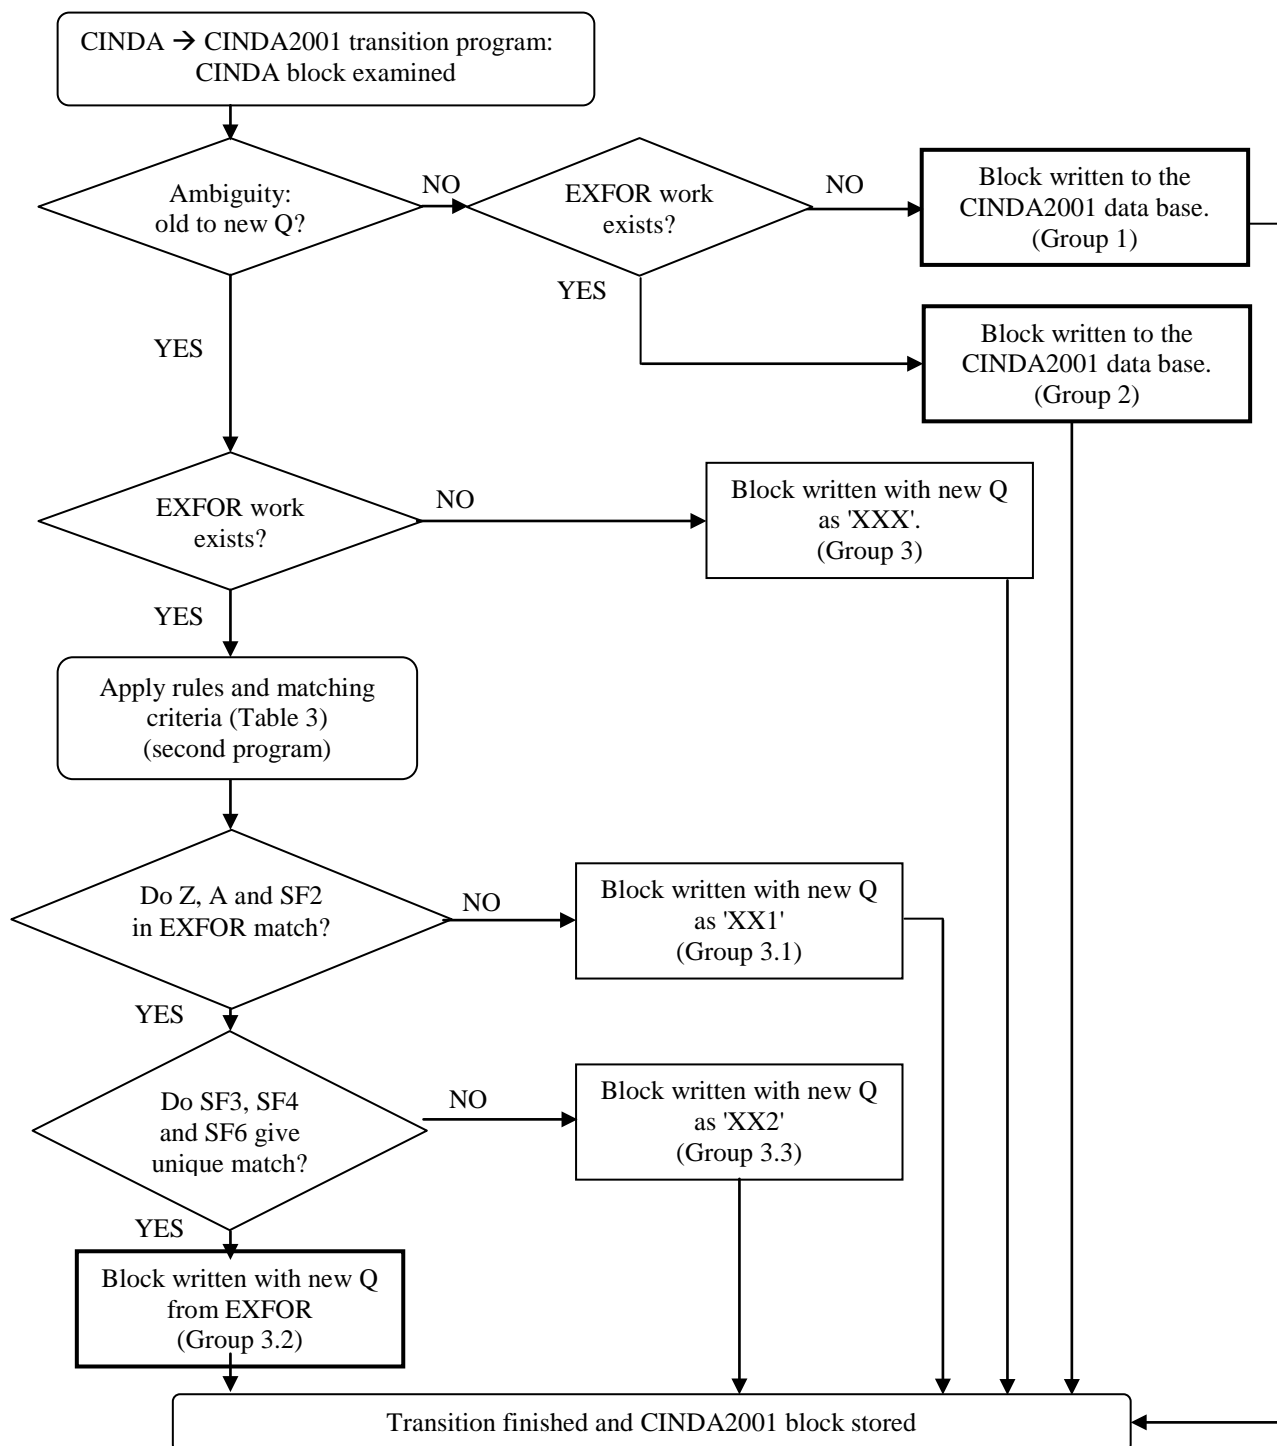 CINDA → CINDA2001 transition program:
CINDA block examined
Ambiguity:
old to new Q?
NO
EXFOR work
exists?
NO
Block written to the
CINDA2001 data base.
(Group 1)
YES
YES
Block written to the
CINDA2001 data base.
(Group 2)
EXFOR work
exists?
NO
Block written with new Q
as 'XXX'.
(Group 3)
YES
Apply rules and matching
criteria (Table 3)
(second program)
Do Z, A and SF2
in EXFOR match?
NO
Block written with new Q
as 'XX1'
(Group 3.1)
YES
Do SF3, SF4
and SF6 give
unique match?
NO
Block written with new Q
as 'XX2'
(Group 3.3)
YES
Block written with new Q
from EXFOR
(Group 3.2)
Transition finished and CINDA2001 block stored